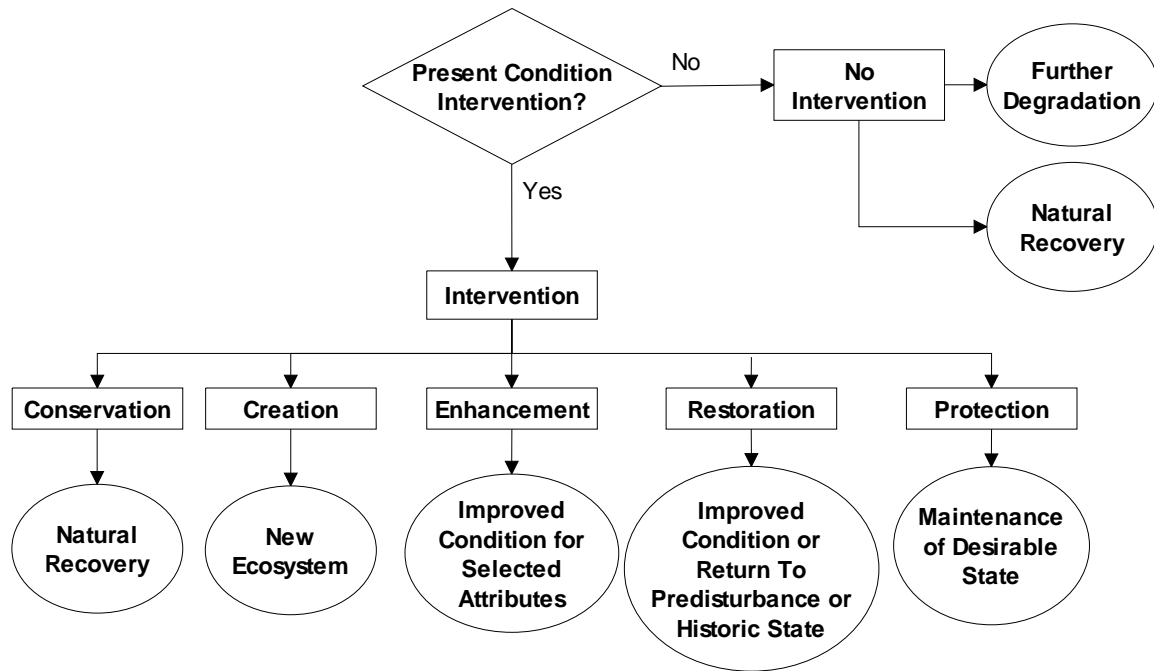 Present Condition
Intervention?
No
No
Intervention
Further
Degradation
Yes
Natural
Recovery
Intervention
Conservation
Creation
Enhancement
Restoration
Protection
Natural
Recovery
New
Ecosystem
Improved
Condition for
Selected
Attributes
Improved
Condition or
Return To
Predisturbance or
Historic State
Maintenance
of Desirable
State